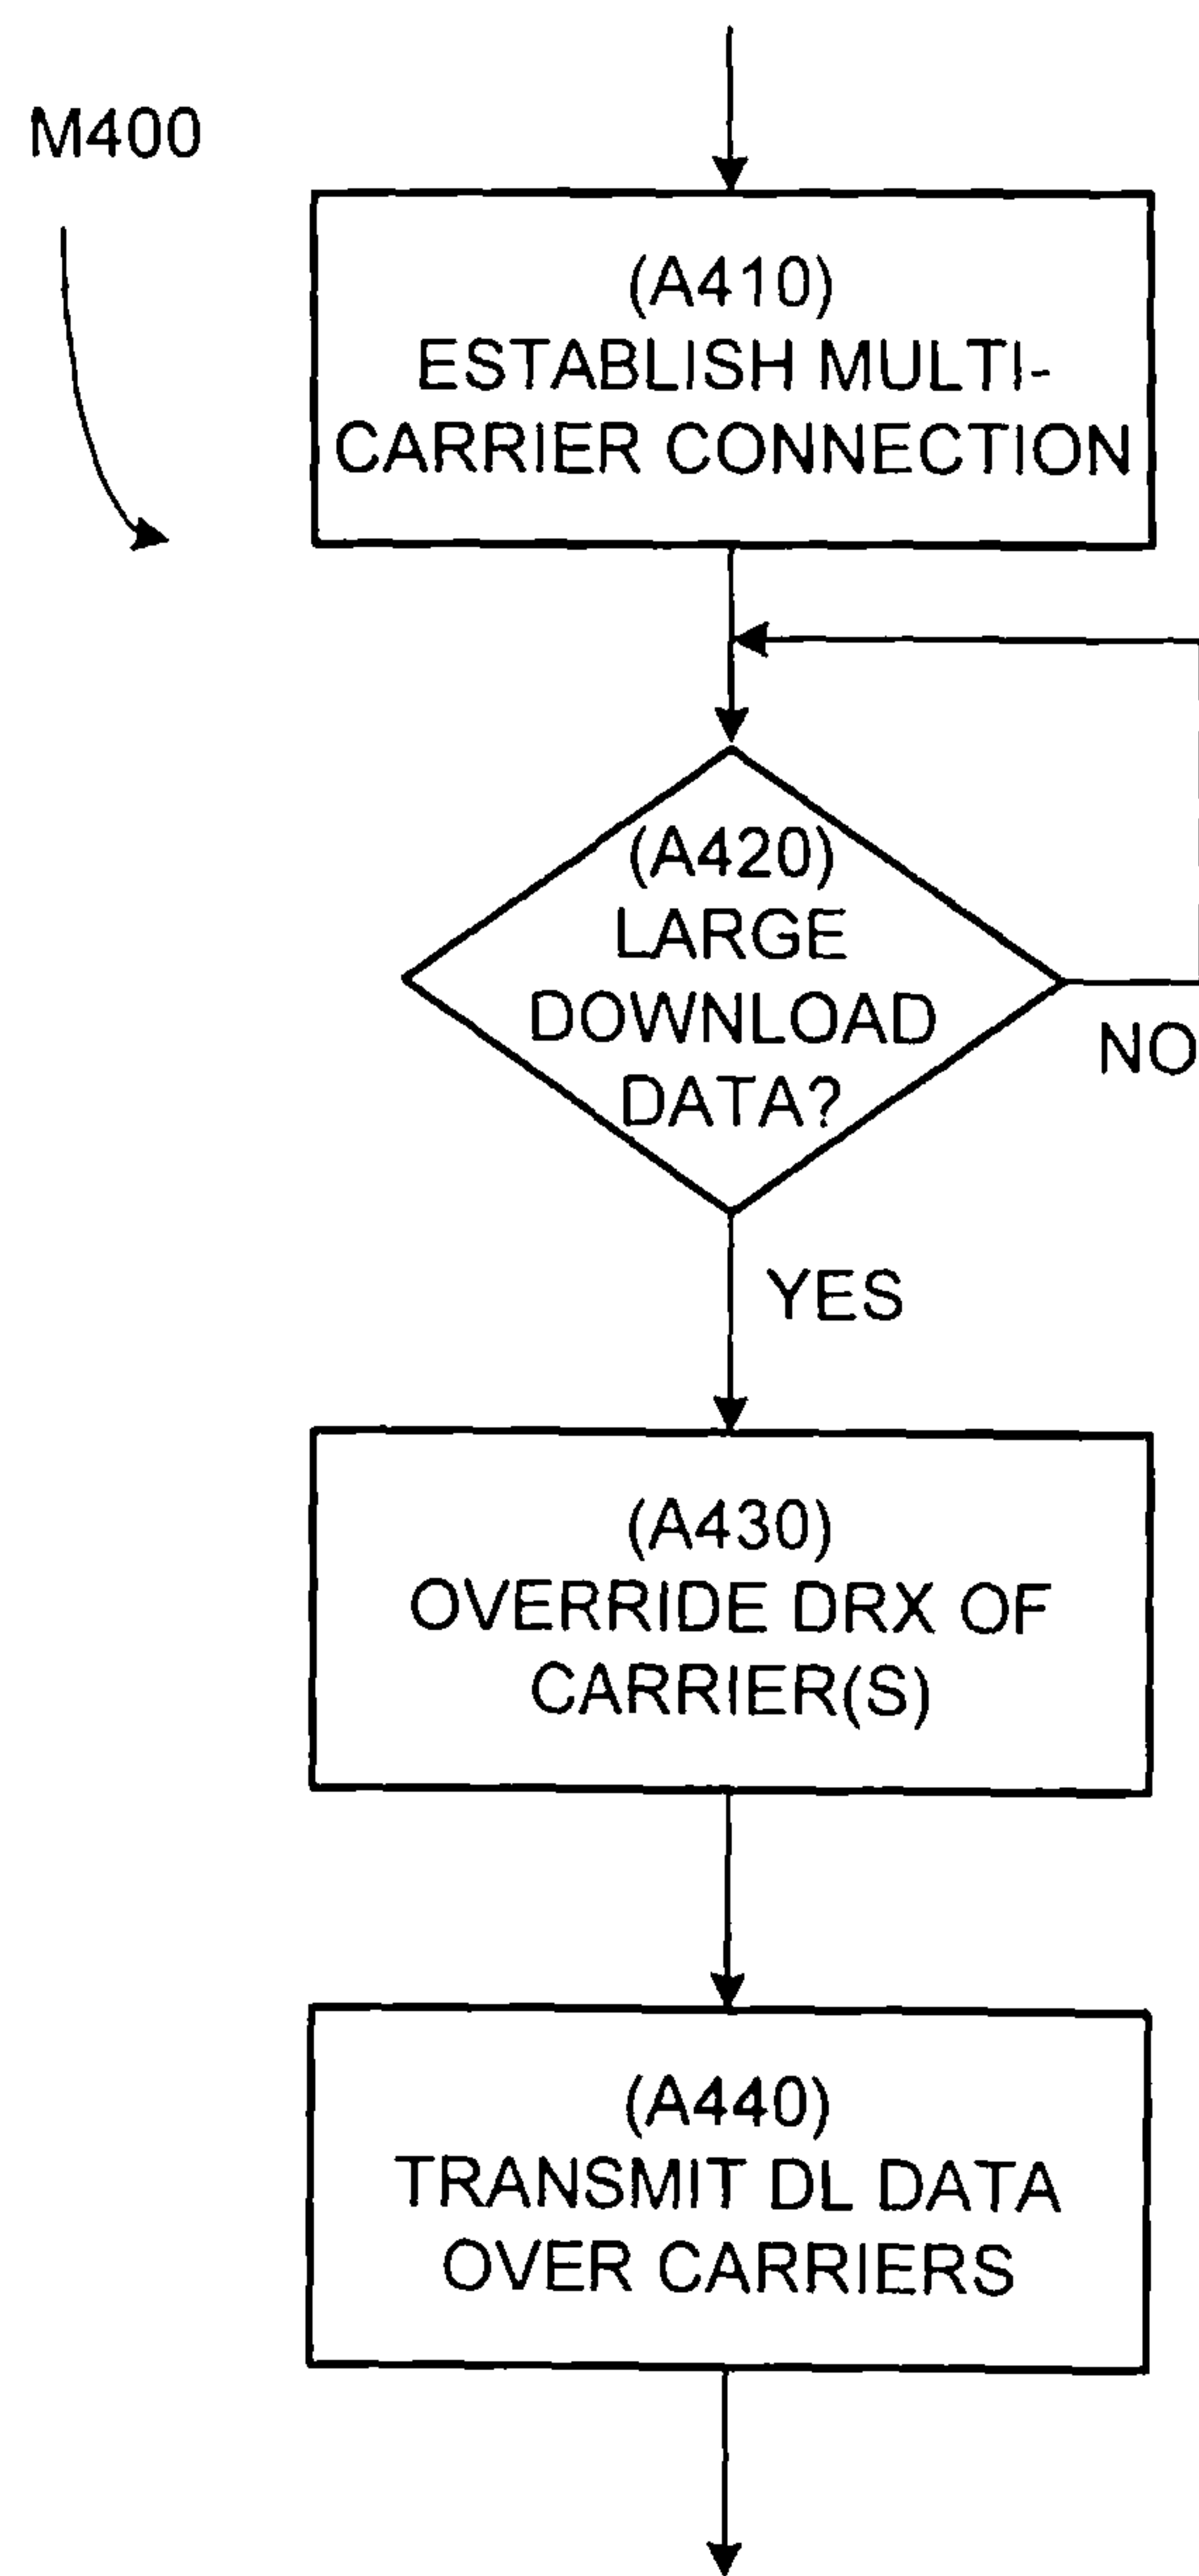 M400
(A410)
ESTABLISH MULTI-
CARRIER CONNECTION
(A420)
LARGE
DOWNLOAD
DATA?
NO
YES
(A430)
OVERRIDE DRX OF
CARRIER(S)
(A440)
TRANSMIT DL DATA
OVER CARRIERS